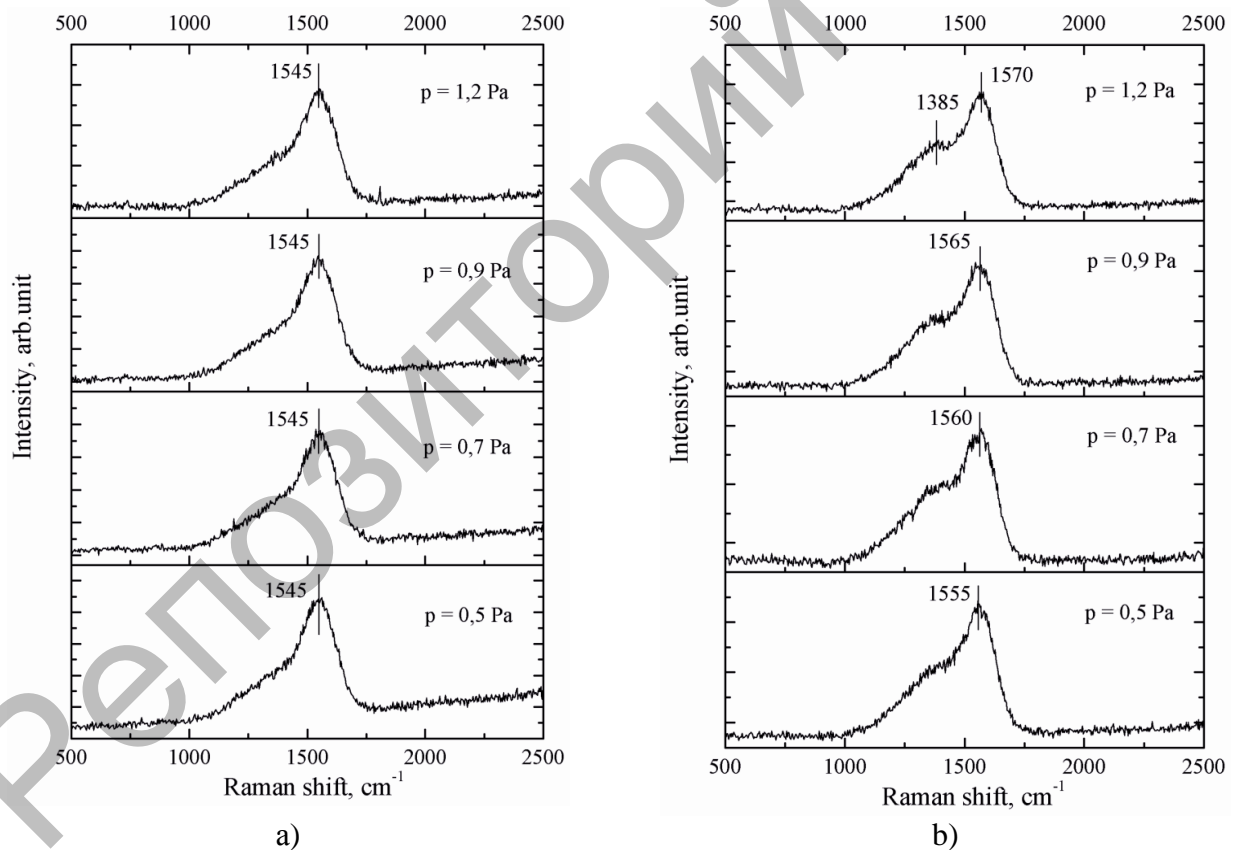 500 1000 1500 2000 2500
1545
p = 1,2 Pa
1545
p = 0,9 Pa
1545
p = 0,7 Pa
1545
p = 0,5 Pa
500 1000 1500 2000 2500
Intensity, arb.unit
Raman shift, cm⁻¹
a)
500 1000 1500 2000 2500
1385
1570
p = 1,2 Pa
1565
p = 0,9 Pa
1560
p = 0,7 Pa
1555
p = 0,5 Pa
500 1000 1500 2000 2500
Intensity, arb.unit
Raman shift, cm⁻¹
b)
Репозиторий